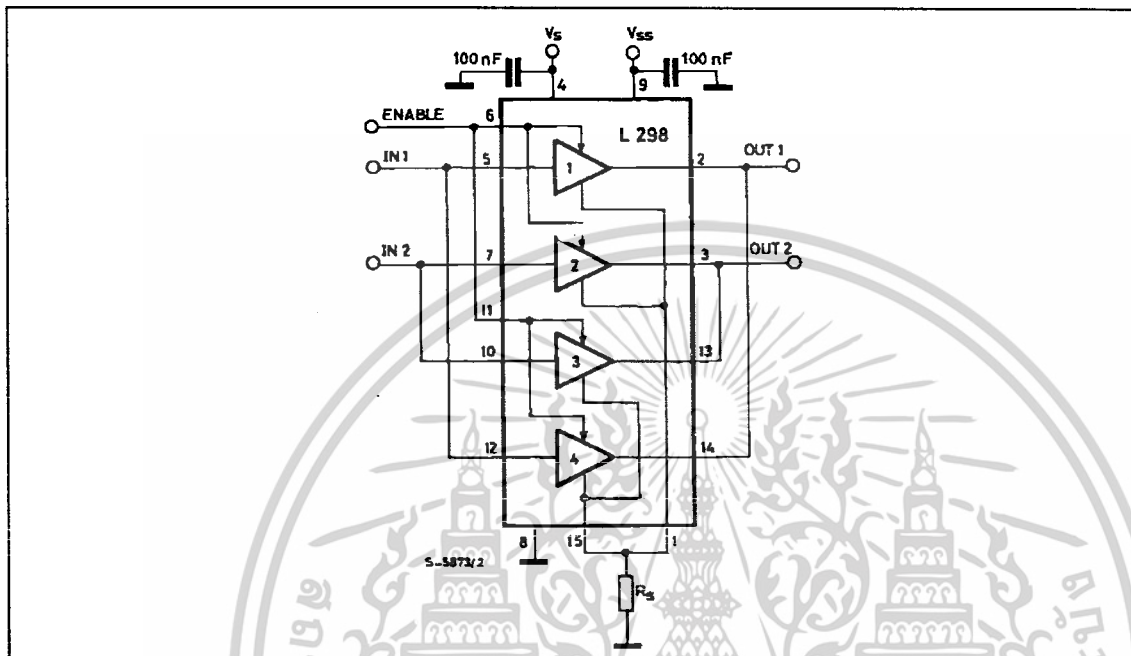 Vs Vss
100 nF 100 nF
4 9
ENABLE 6 L 298
IN 1 5 1 2 OUT 1
IN 2 7 2 3 OUT 2
11
10 3 13
12 4 14
8 15 1
S-5873/2
Rs